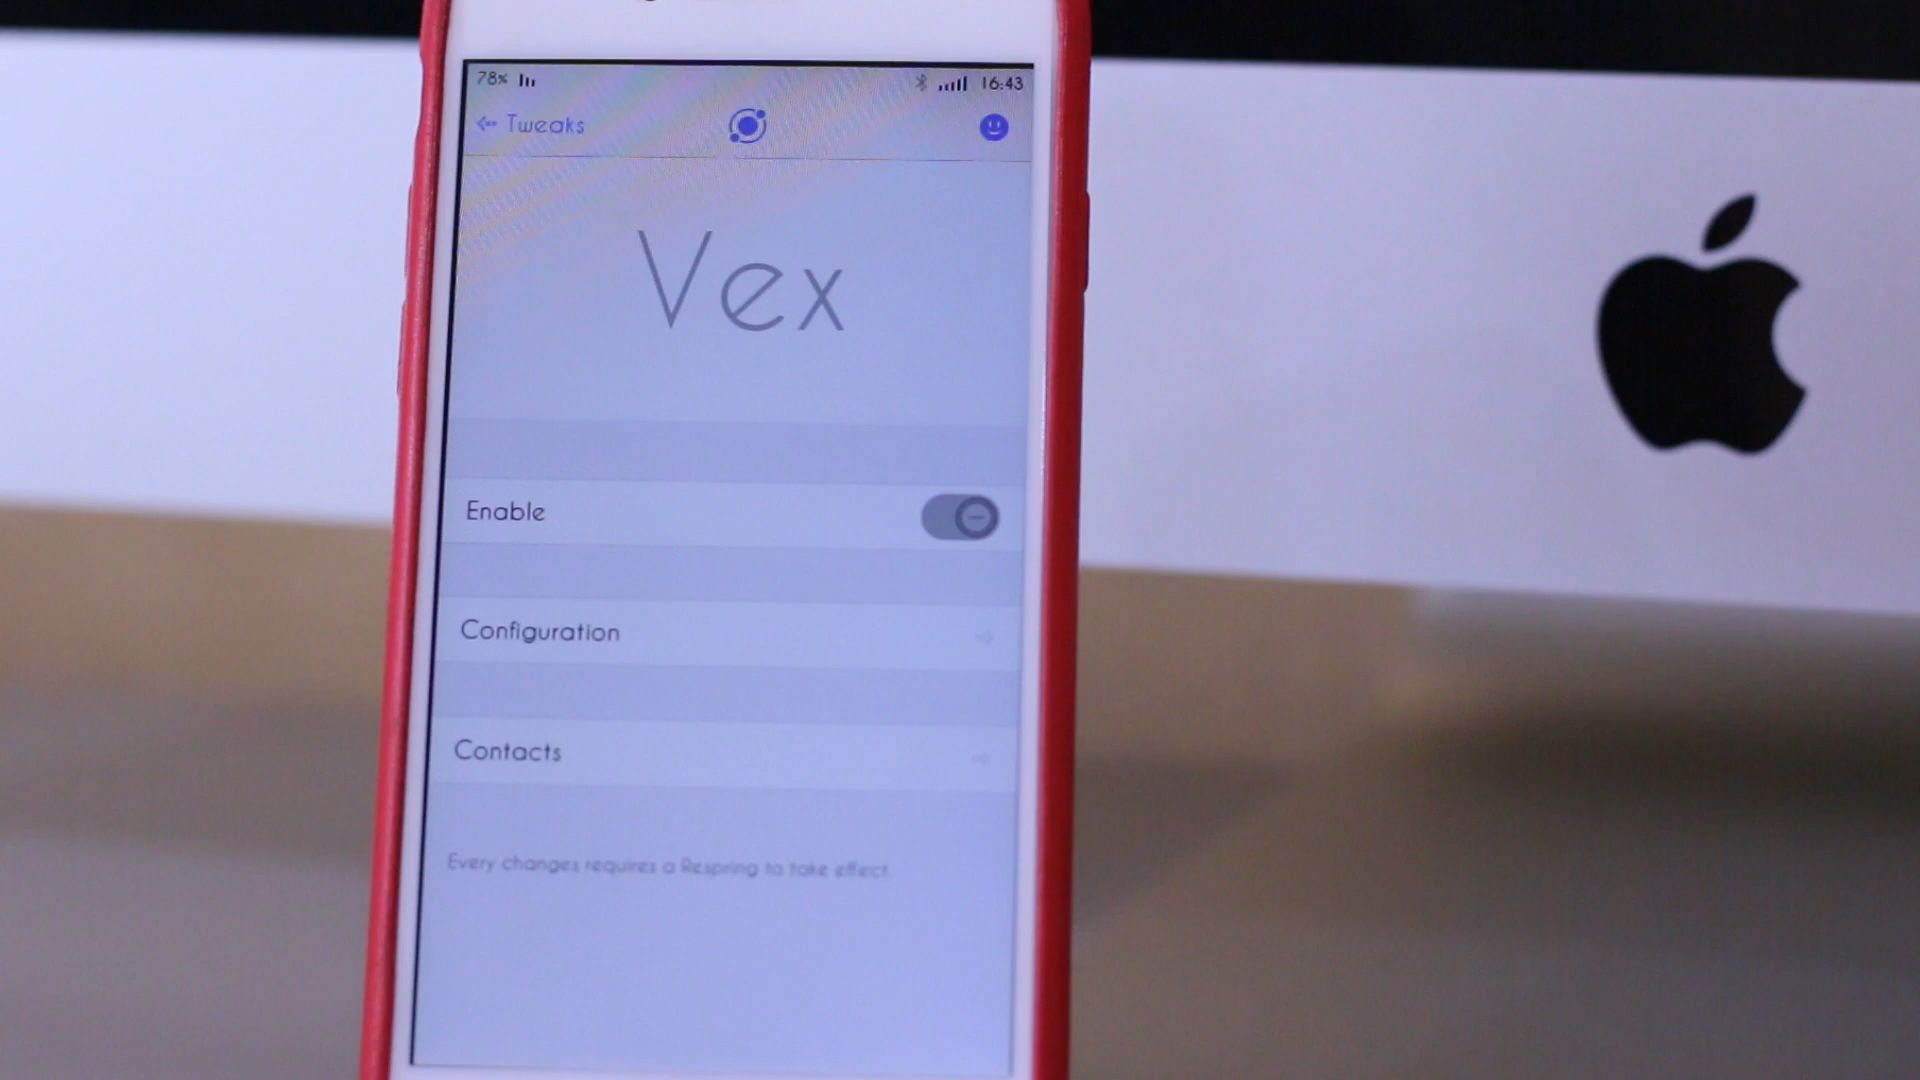 78% 16:43
Tweaks
Vex
Enable
Configuration
Contacts
Every changes requires a Respring to take effect.